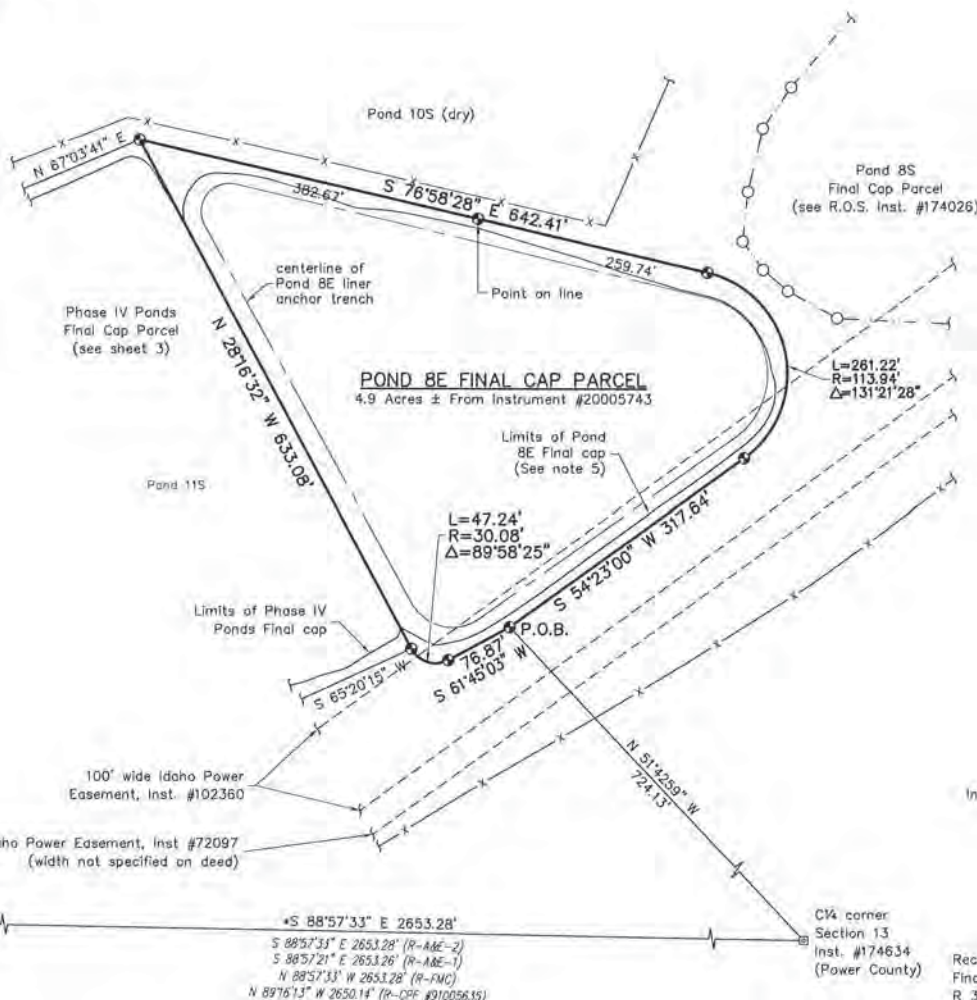 Pond 10S (dry)
N 67°03'41" E
S 76°58'28" E 642.41'
382.67'
259.74'
Point on line
Pond 8S
Final Cap Parcel
(see R.O.S. Inst. #174026)
centerline of
Pond 8E liner
anchor trench
Phase IV Ponds
Final Cap Parcel
(see sheet 3)
N 28°16'32" W 633.08'
POND 8E FINAL CAP PARCEL
4.9 Acres ± From Instrument #20005743
L=261.22'
R=113.94'
Δ=131°21'28"
Limits of Pond
8E Final cap
(See note 5)
Pond 11S
L=47.24'
R=30.08'
Δ=89°58'25"
S 54°23'00" W 317.64'
Limits of Phase IV
Ponds Final cap
P.O.B.
76.87'
S 61°45'03" W
S 65°20'15" W
N 51°42'59" W
724.13'
100' wide Idaho Power
Easement, Inst. #102360
In
ho Power Easement, Inst #72097
(width not specified on deed)
*S 88°57'33" E 2653.28'
S 88°57'33" E 2653.28' (R-A&E-2)
S 88°57'21" E 2653.26' (R-A&E-1)
N 88°57'33" W 2653.28' (R-FMC)
N 89°16'13" W 2650.14' (R-CPF #91005635)
C¼ corner
Section 13
Inst. #174634
(Power County)
Rec
Fin
R. 3